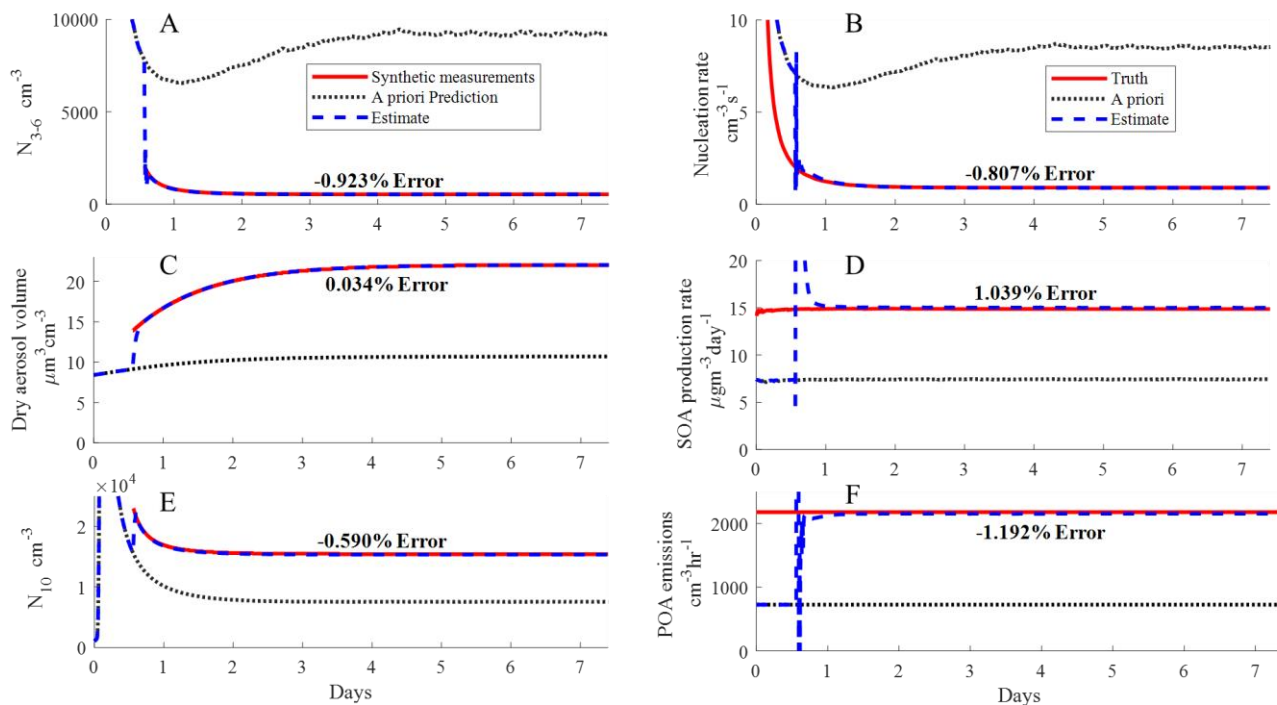 A
10000
5000
0
N3-6 cm-3
Synthetic measurements
A priori Prediction
Estimate
-0.923% Error
0 1 2 3 4 5 6 7
B
10
5
0
Nucleation rate
cm-3s-1
Truth
A priori
Estimate
-0.807% Error
0 1 2 3 4 5 6 7
C
20
15
10
5
0
Dry aerosol volume
μm3cm-3
0.034% Error
0 1 2 3 4 5 6 7
D
20
15
10
5
0
SOA production rate
μgm-3day-1
1.039% Error
0 1 2 3 4 5 6 7
E
×104
2
1
0
N10 cm-3
-0.590% Error
0 1 2 3 4 5 6 7
Days
F
2000
1000
0
POA emissions
cm-3hr-1
-1.192% Error
0 1 2 3 4 5 6 7
Days